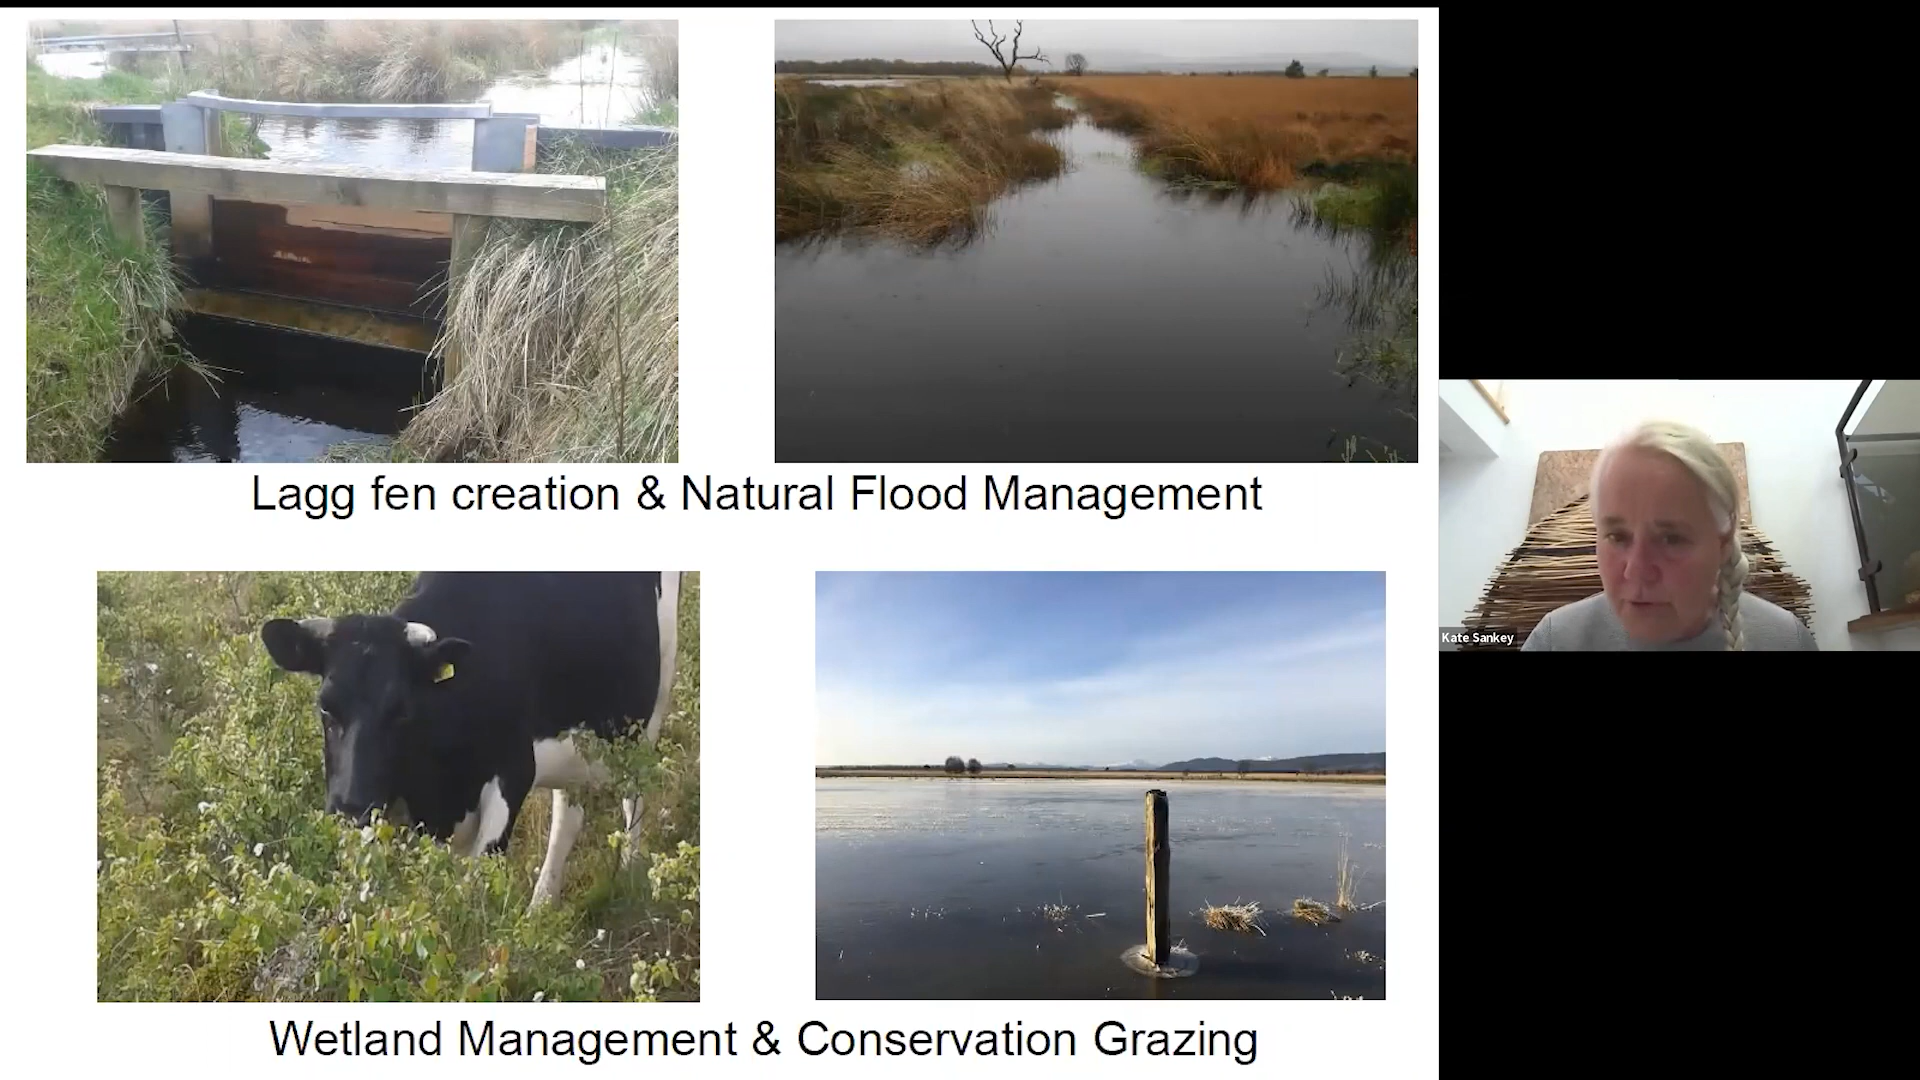 Lagg fen creation & Natural Flood Management
Kate Sankey
Wetland Management & Conservation Grazing